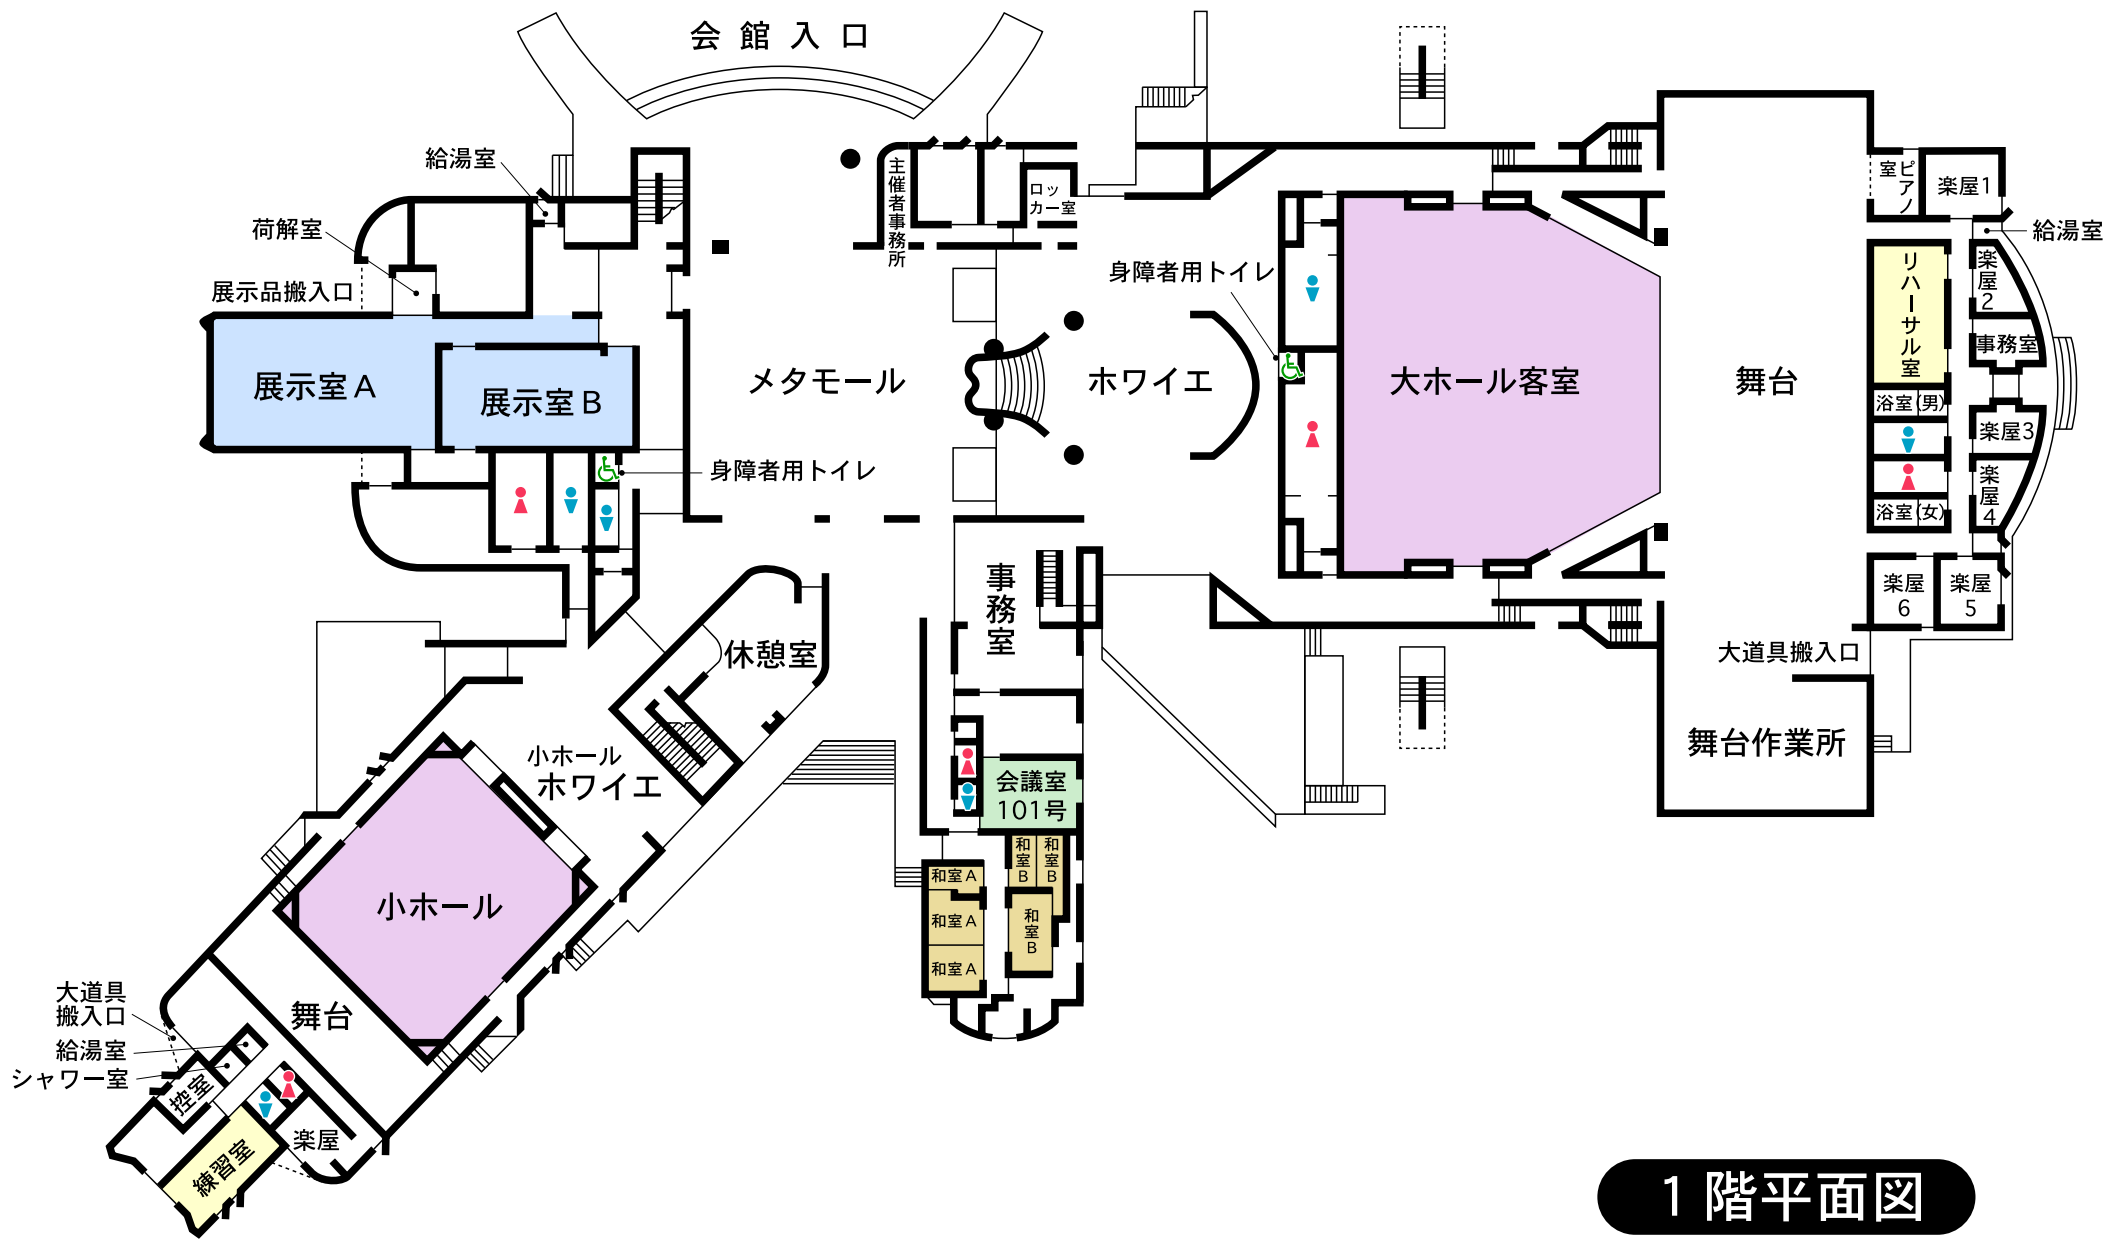 会館入口
給湯室
主催者事務所
ロッカー室
ピアノ室
楽屋1
給湯室
荷解室
展示品搬入口
身障者用トイレ
リハーサル室
楽屋2
事務室
展示室A
展示室B
メタモール
ホワイエ
大ホール客室
舞台
浴室(男)
楽屋3
身障者用トイレ
楽屋4
浴室(女)
事務室
楽屋6
楽屋5
休憩室
大道具搬入口
小ホール
ホワイエ
舞台作業所
会議室
101号
和室A
和室B
和室B
小ホール
和室A
和室B
和室A
大道具
搬入口
舞台
給湯室
シャワー室
控室
楽屋
練習室
1階平面図